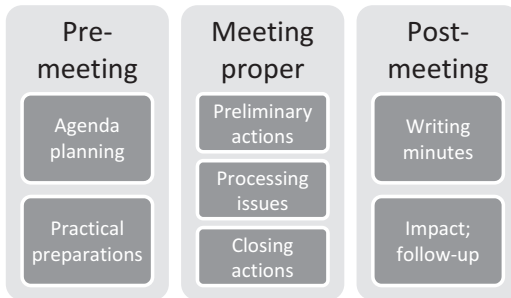 Pre-
meeting
Agenda
planning
Practical
preparations
Meeting
proper
Preliminary
actions
Processing
issues
Closing
actions
Post-
meeting
Writing
minutes
Impact;
follow-up